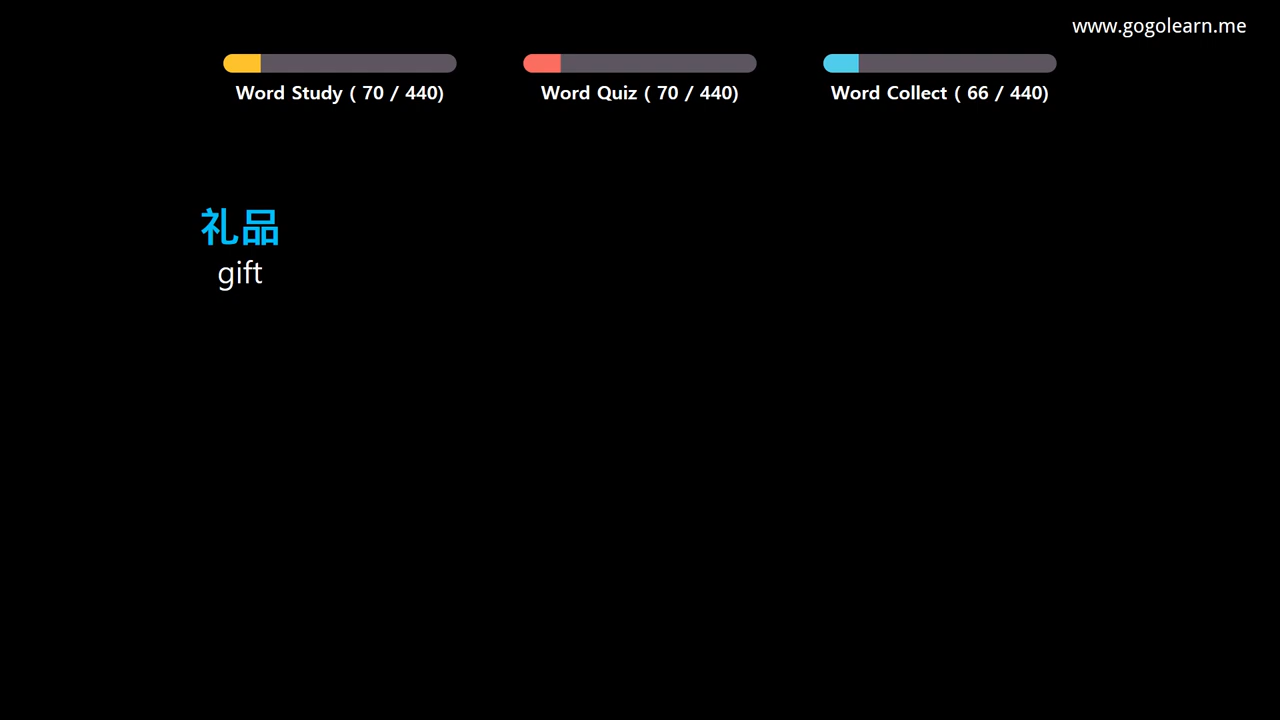 www.gogolearn.me
Word Study ( 70 / 440)
Word Quiz ( 70 / 440)
Word Collect ( 66 / 440)
礼品
gift